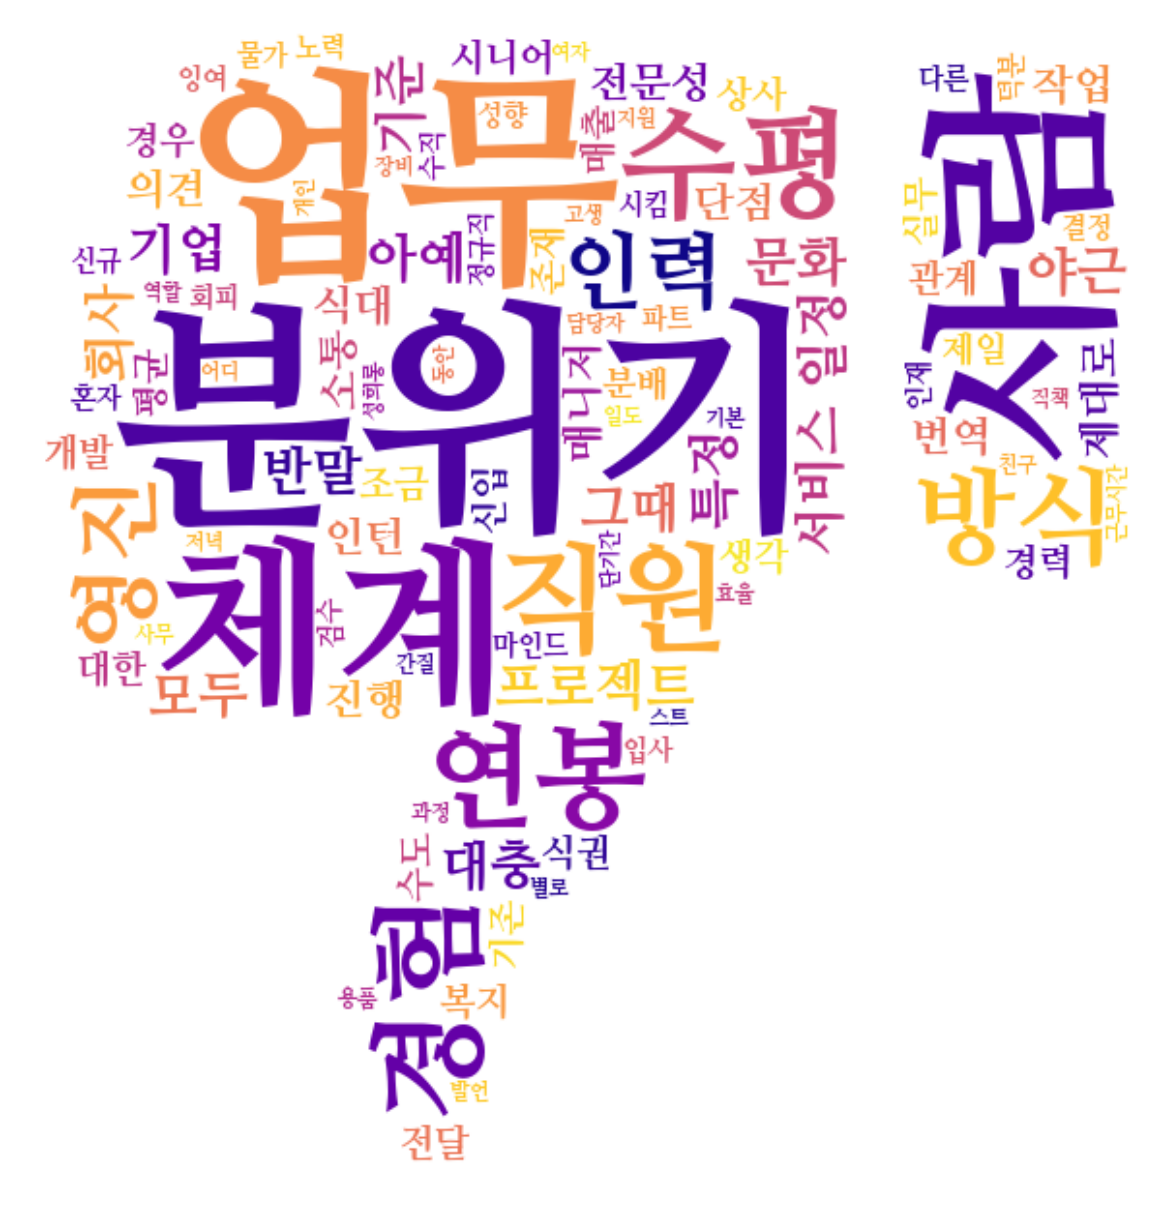 물가
노력
시니어
여자
잉여
업무
기준
성향
전문성
상사
매출
지원
수평
경우
장비
수직
의견
개인
고생
시킴
단점
기업
아예
정규직
존재
인력
문화
신규
역할
회피
식대
회사
담당자
파트
일정
분위기
소통
동안
매니저
평균
어디
성희롱
분배
혼자
일도
기본
개발
반말
조금
신입
그때
특정
서비스
영진
저녁
인턴
단기간
생각
체계
직원
효율
사무
검수
마인드
대한
간질
모두
진행
프로젝트
스트
연봉
입사
과정
수도
대충
식권
별로
경험
기존
용품
복지
발언
전달
다른
덕분
작업
사람
실무
결정
관계
야근
제일
인재
직책
제대로
번역
방식
친구
근무시간
경력